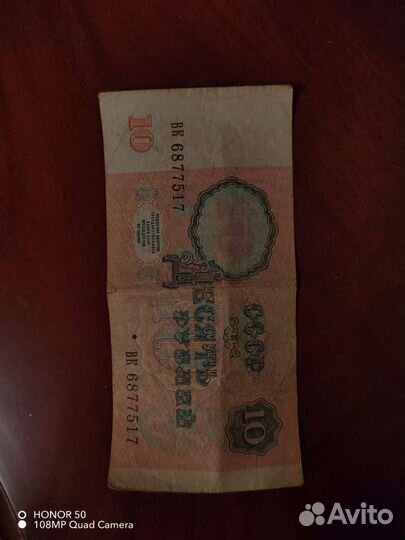 10
ВК 6877517
СССР
ДЕСЯТЬ
РУБЛЕЙ
10
ВК 6877517
HONOR 50
108MP Quad Camera
Avito